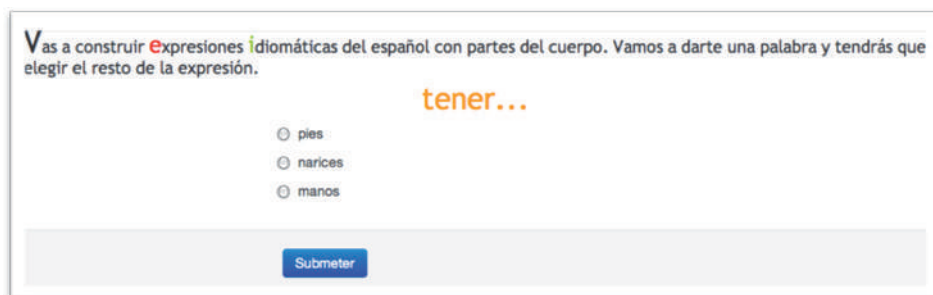 Vas a construir expresiones idiomáticas del español con partes del cuerpo. Vamos a darte una palabra y tendrás que
elegir el resto de la expresión.
tener...
pies
narices
manos
Submeter